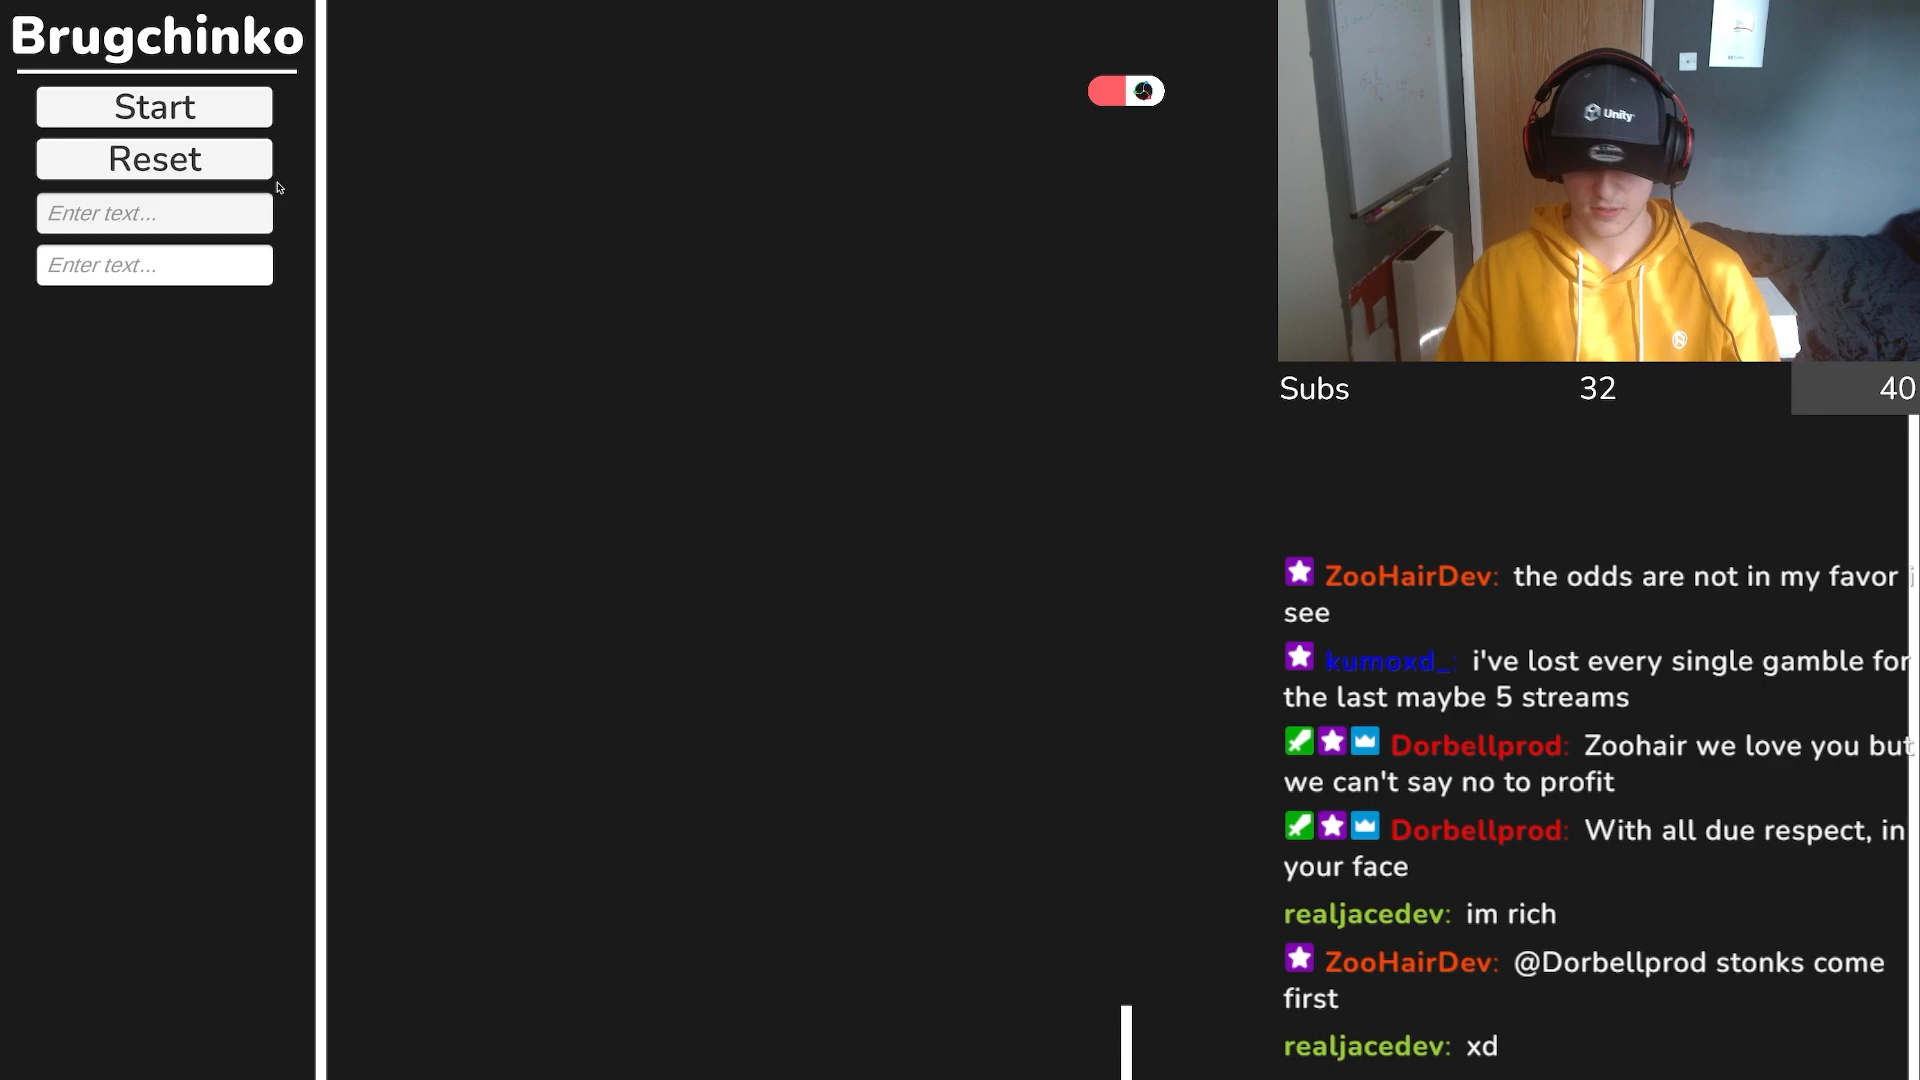 Brugchinko
Start
Reset
Enter text...
Enter text...
Unity
Subs 32 40
ZooHairDev: the odds are not in my favor i
see
kumoxd_: i've lost every single gamble for
the last maybe 5 streams
Dorbellprod: Zoohair we love you but
we can't say no to profit
Dorbellprod: With all due respect, in
your face
realjacedev: im rich
ZooHairDev: @Dorbellprod stonks come
first
realjacedev: xd